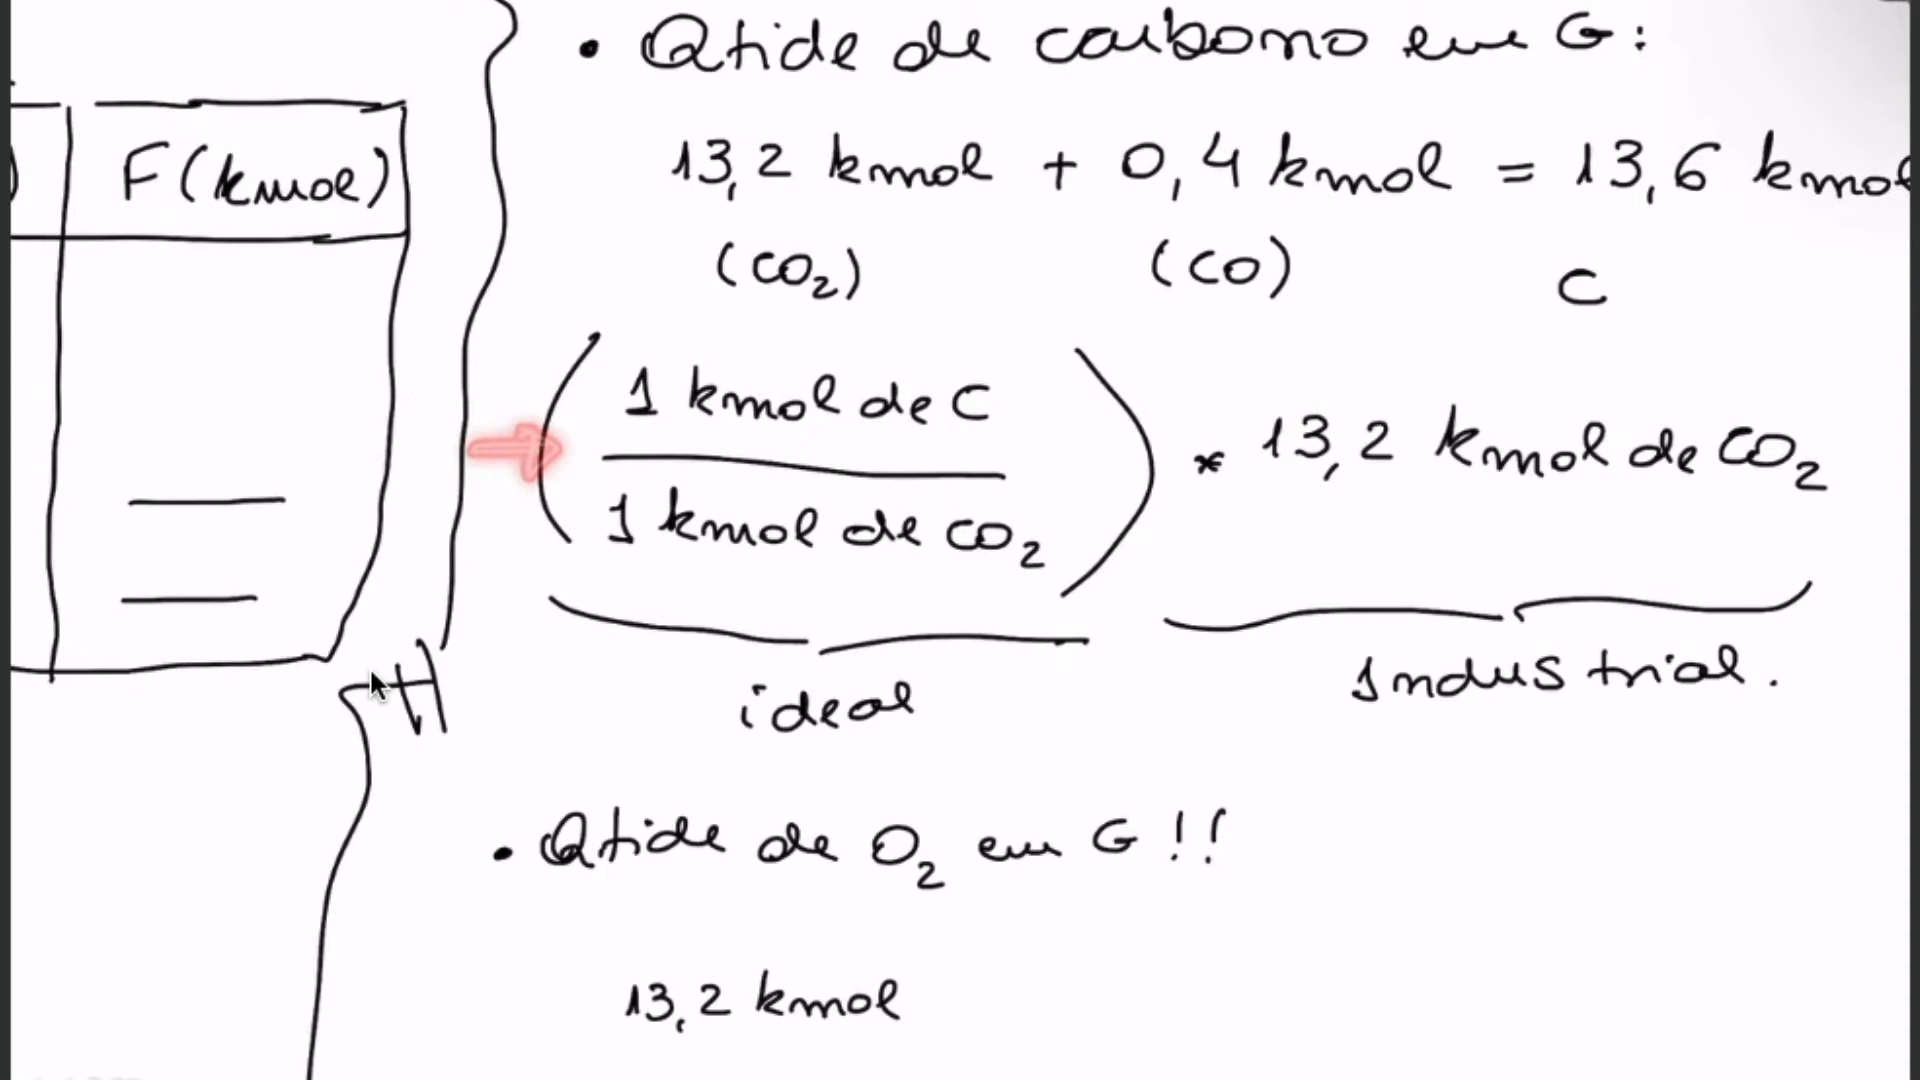 • Qtide de carbono em G:
F(kmol)
13,2 kmol + 0,4 kmol = 13,6 kmol
(CO2) (CO) C
(1 kmol de C / 1 kmol de CO2) * 13,2 kmol de CO2
ideal
Industrial.
• Qtide de O2 em G!!
13,2 kmol